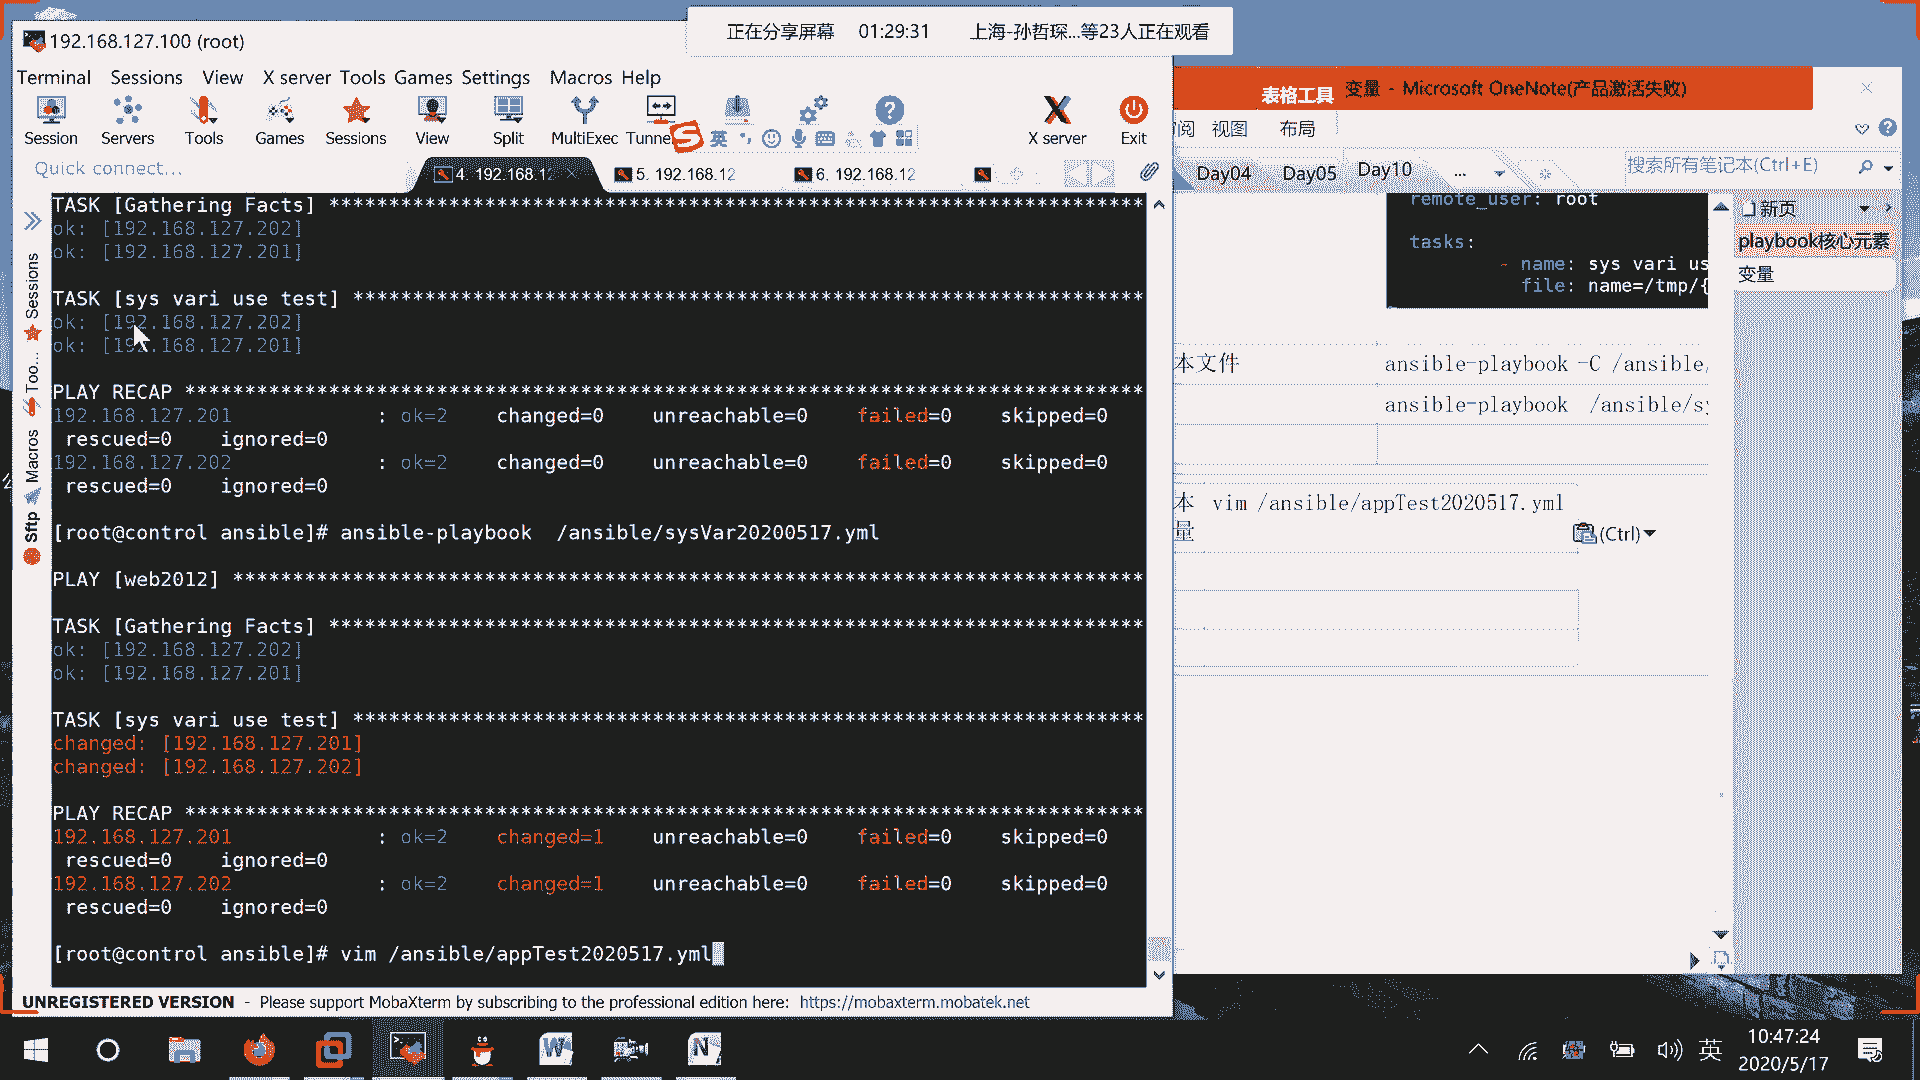 正在分享屏幕 01:29:31 上海-孙哲琛...等23人正在观看
192.168.127.100 (root)
Terminal Sessions View X server Tools Games Settings Macros Help
Session Servers Tools Games Sessions View Split MultiExec Tunne X server Exit
英
Quick connect...
4. 192.168.12
5. 192.168.12
6. 192.168.12
Sessions
Too...
Macros
Sftp
TASK [Gathering Facts] ********************************************************************
ok: [192.168.127.202]
ok: [192.168.127.201]
TASK [sys vari use test] ******************************************************************
ok: [192.168.127.202]
ok: [192.168.127.201]
PLAY RECAP ********************************************************************************
192.168.127.201 : ok=2 changed=0 unreachable=0 failed=0 skipped=0
rescued=0 ignored=0
192.168.127.202 : ok=2 changed=0 unreachable=0 failed=0 skipped=0
rescued=0 ignored=0
[root@control ansible]# ansible-playbook /ansible/sysVar20200517.yml
PLAY [web2012] ****************************************************************************
TASK [Gathering Facts] ********************************************************************
ok: [192.168.127.202]
ok: [192.168.127.201]
TASK [sys vari use test] ******************************************************************
changed: [192.168.127.201]
changed: [192.168.127.202]
PLAY RECAP ********************************************************************************
192.168.127.201 : ok=2 changed=1 unreachable=0 failed=0 skipped=0
rescued=0 ignored=0
192.168.127.202 : ok=2 changed=1 unreachable=0 failed=0 skipped=0
rescued=0 ignored=0
[root@control ansible]# vim /ansible/appTest2020517.yml
UNREGISTERED VERSION - Please support MobaXterm by subscribing to the professional edition here: https://mobaxterm.mobatek.net
表格工具 变量 - Microsoft OneNote(产品激活失败)
阅 视图 布局
Day04 Day05 Day10 ...
搜索所有笔记本(Ctrl+E)
新页
playbook核心元素
变量
remote_user: root
tasks:
- name: sys vari us
file: name=/tmp/{
本文件 ansible-playbook -C /ansible/
ansible-playbook /ansible/sy
本 vim /ansible/appTest2020517.yml
量
(Ctrl)
英
10:47:24
2020/5/17